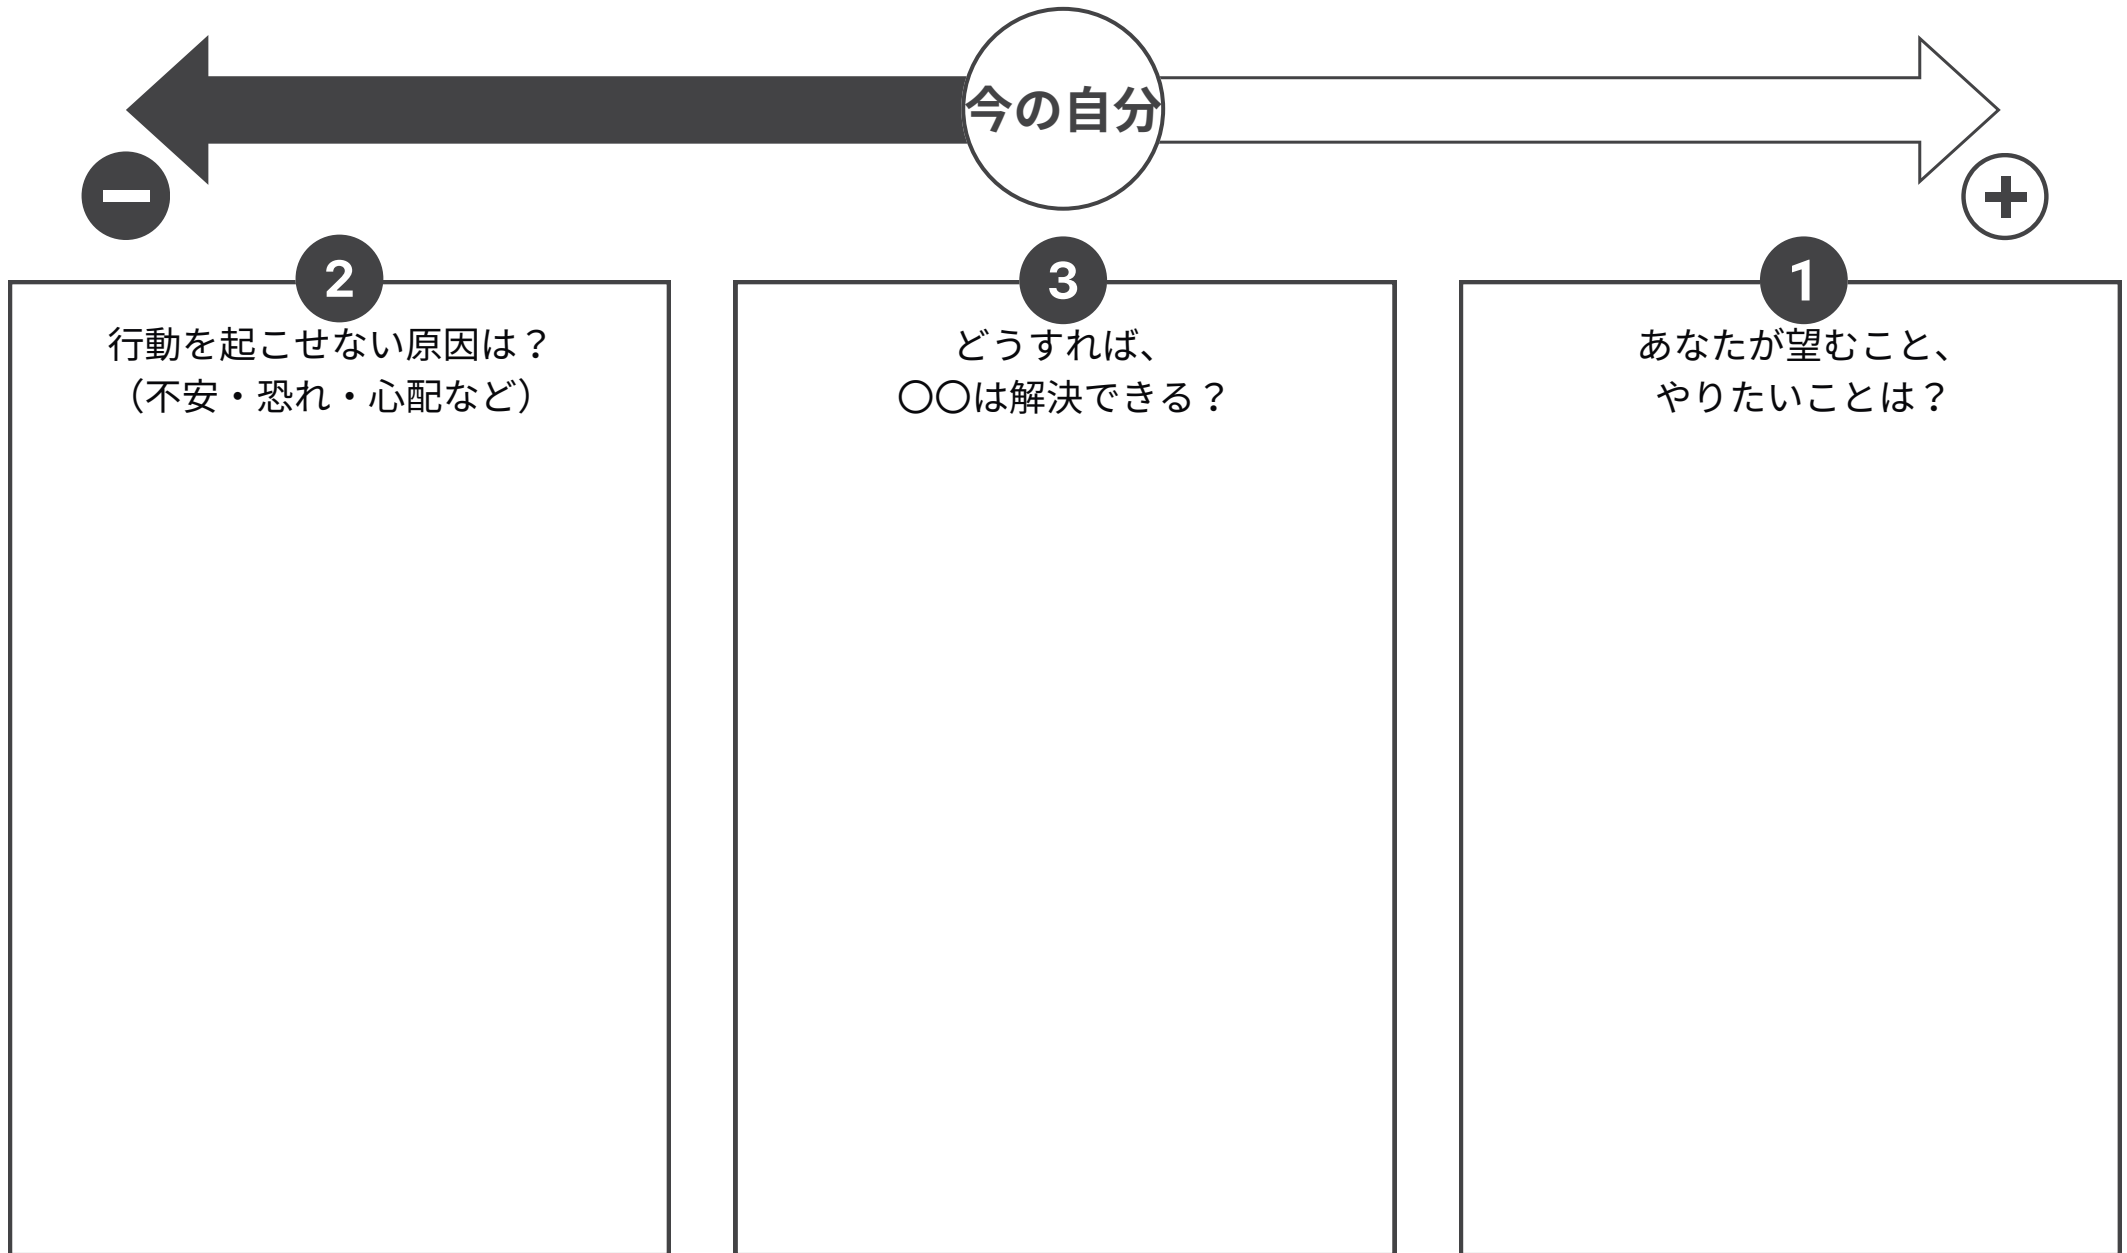 今の自分
2
行動を起こせない原因は？
（不安・恐れ・心配など）
3
どうすれば、
〇〇は解決できる？
1
あなたが望むこと、
やりたいことは？